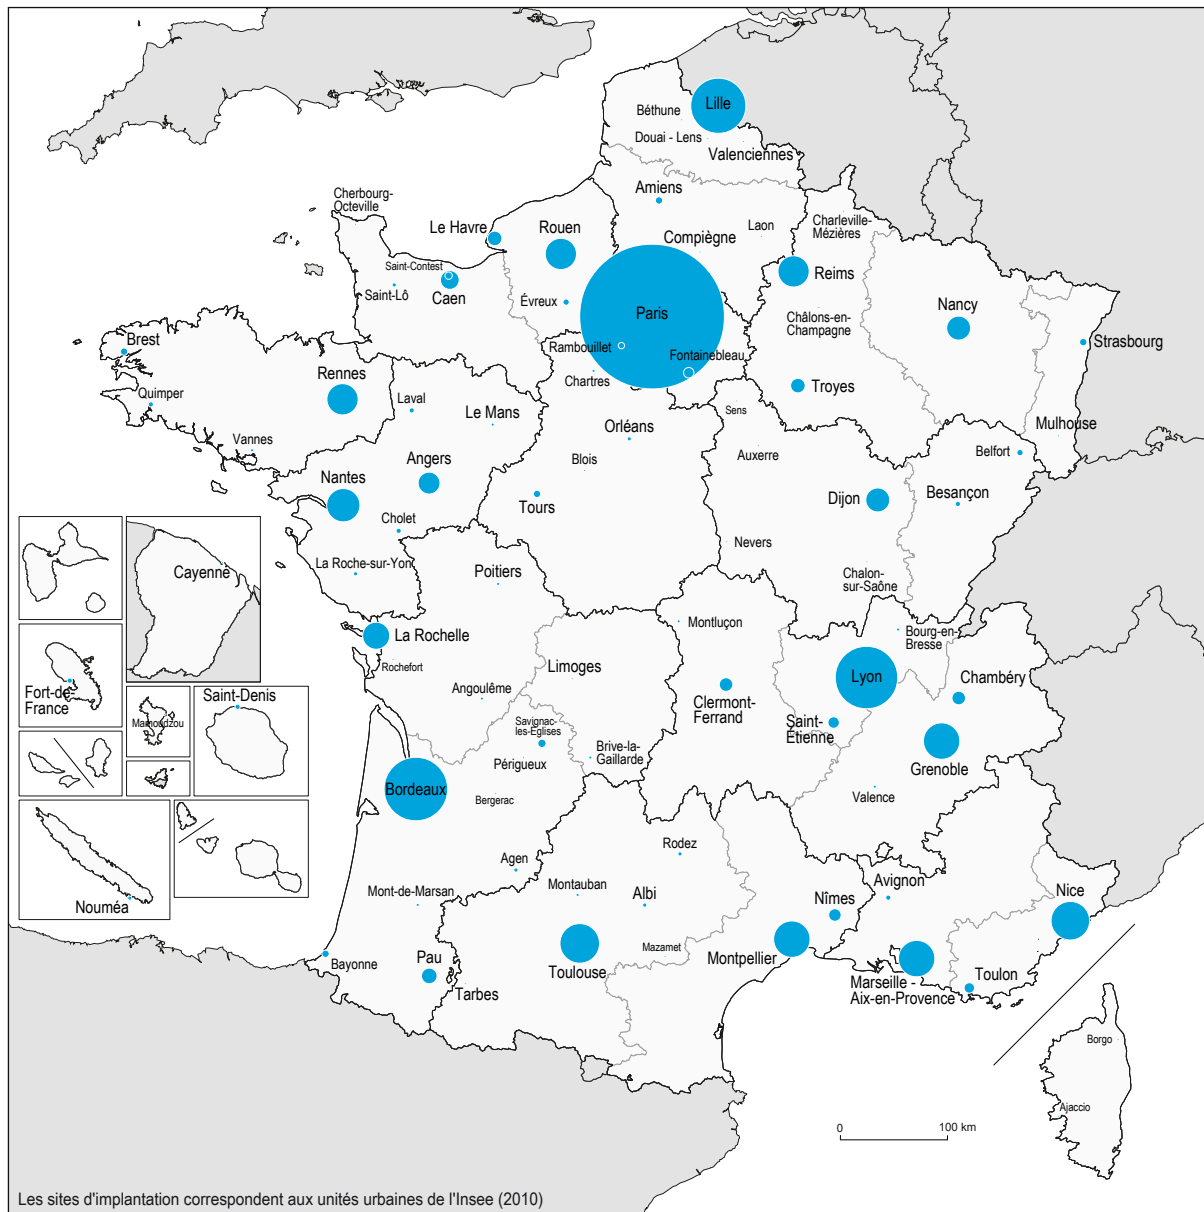 Lille
Béthune
Douai - Lens
Valenciennes
Amiens
Cherbourg-
Octeville
Le Havre
Rouen
Compiègne
Laon
Charleville-
Mézières
Saint-Contest
Saint-Lô
Caen
Évreux
Paris
Reims
Châlons-en-
Champagne
Nancy
Strasbourg
Brest
Rambouillet
Fontainebleau
Chartres
Troyes
Rennes
Quimper
Laval
Le Mans
Orléans
Sens
Mulhouse
Vannes
Auxerre
Belfort
Angers
Blois
Nantes
Tours
Dijon
Besançon
Cholet
Nevers
La Roche-sur-Yon
Poitiers
Chalon-
sur-Saône
Cayenne
La Rochelle
Rochefort
Montluçon
Bourg-en-
Bresse
Limoges
Lyon
Chambéry
Fort-de-
France
Saint-Denis
Mamoudzou
Angoulême
Clermont-
Ferrand
Saint-
Étienne
Savignac-
les-Églises
Périgueux
Brive-la-
Gaillarde
Grenoble
Bordeaux
Bergerac
Valence
Rodez
Agen
Mont-de-Marsan
Montauban
Albi
Nîmes
Avignon
Nice
Nouméa
Mazamet
Bayonne
Pau
Tarbes
Toulouse
Montpellier
Marseille -
Aix-en-Provence
Toulon
Borgo
Ajaccio
0
100 km
Les sites d'implantation correspondent aux unités urbaines de l'Insee (2010)